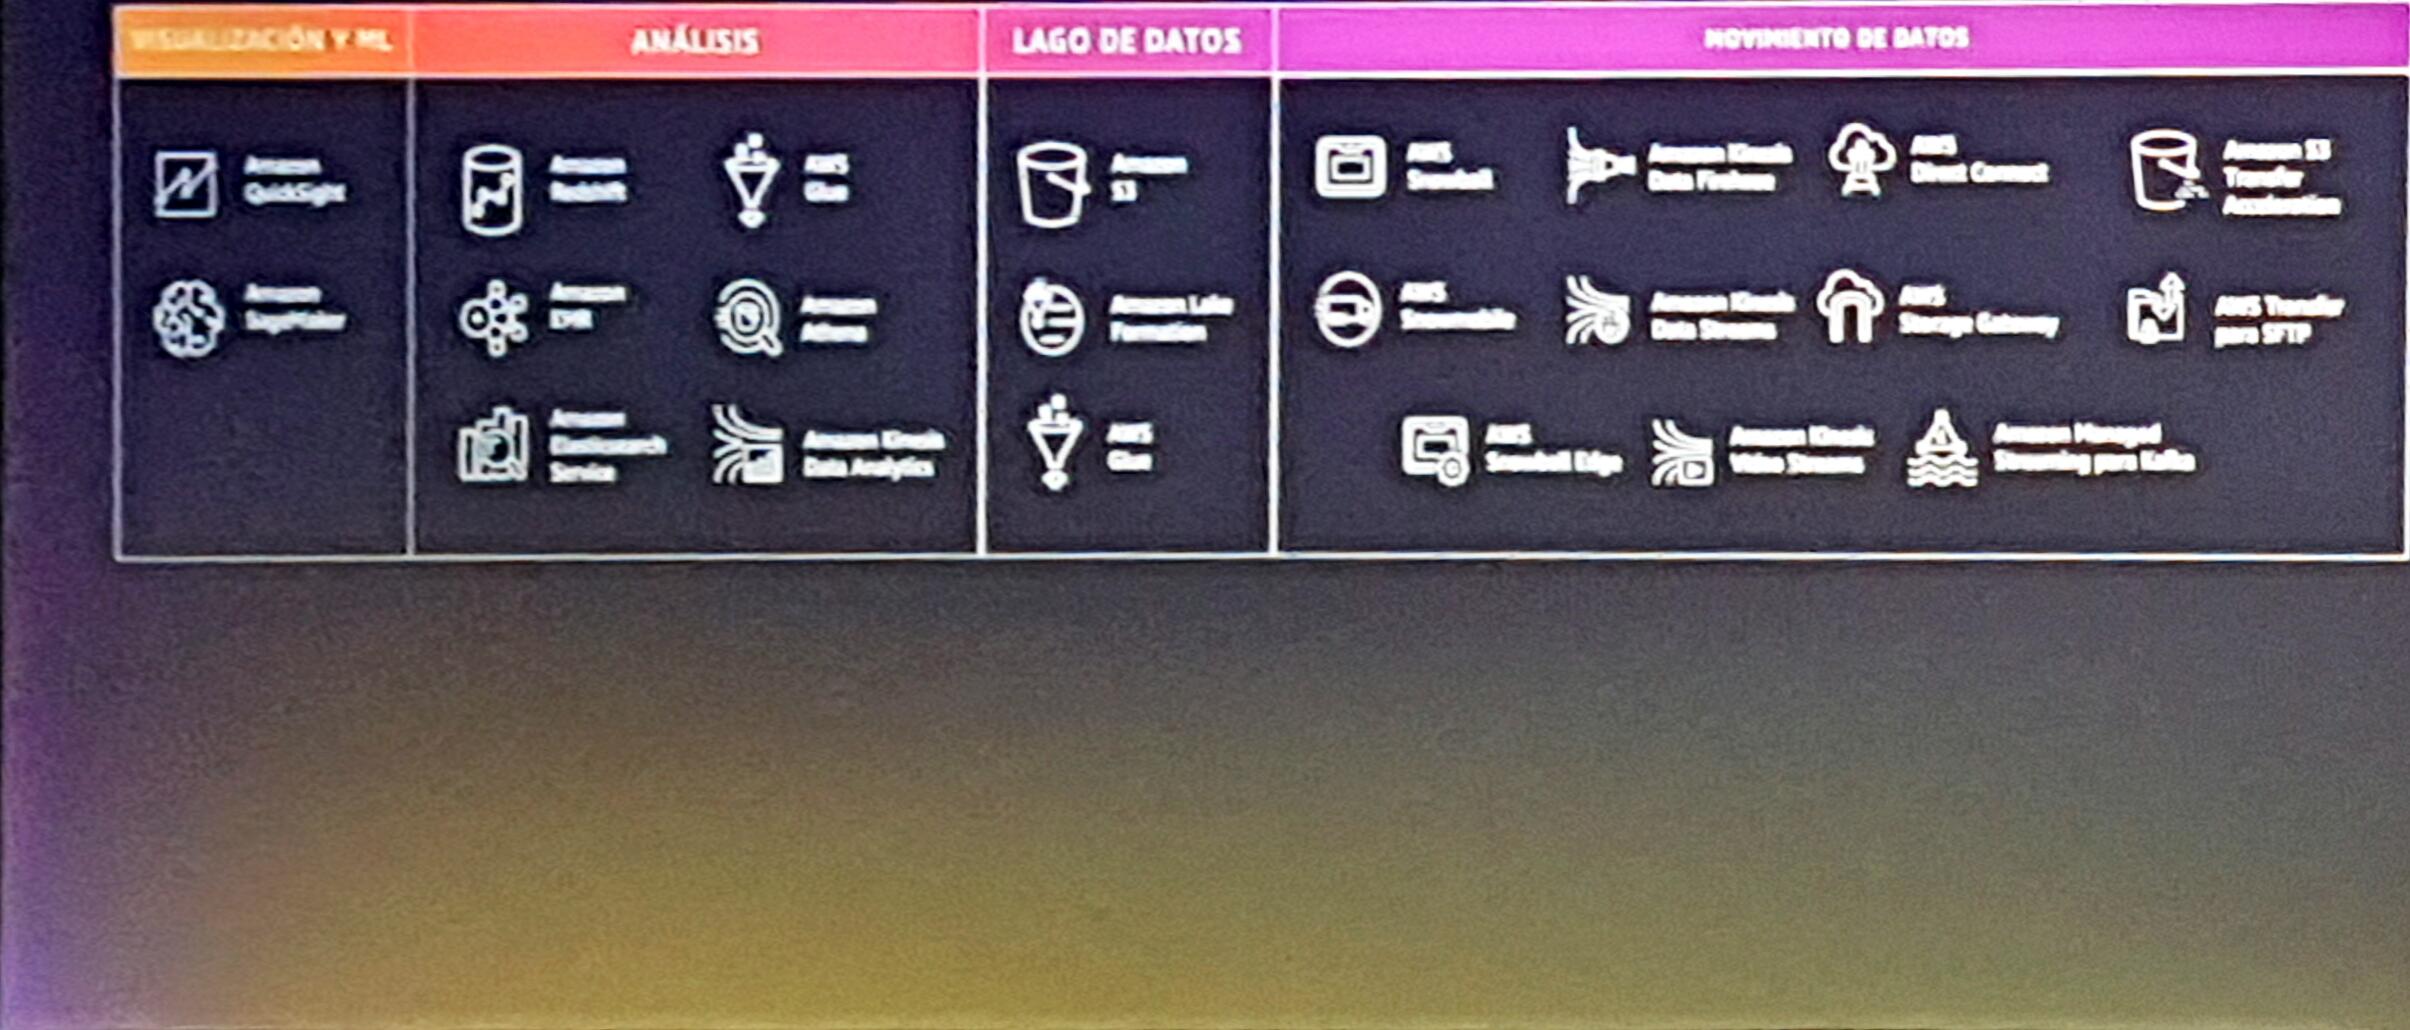 VISUALIZACIÓN Y ML
ANÁLISIS
LAGO DE DATOS
MOVIMIENTO DE DATOS
Amazon
QuickSight
Amazon
SageMaker
Amazon
Redshift
AWS
Glue
Amazon
EMR
Amazon
Athena
Amazon
Elasticsearch
Service
Amazon Kinesis
Data Analytics
Amazon
S3
Amazon Lake
Formation
AWS
Glue
AWS
Snowball
Amazon Kinesis
Data Firehose
AWS
Direct Connect
Amazon S3
Transfer
Acceleration
AWS
Snowmobile
Amazon Kinesis
Data Streams
AWS
Storage Gateway
AWS Transfer
para SFTP
AWS
Snowball Edge
Amazon Kinesis
Video Streams
Amazon Managed
Streaming para Kafka